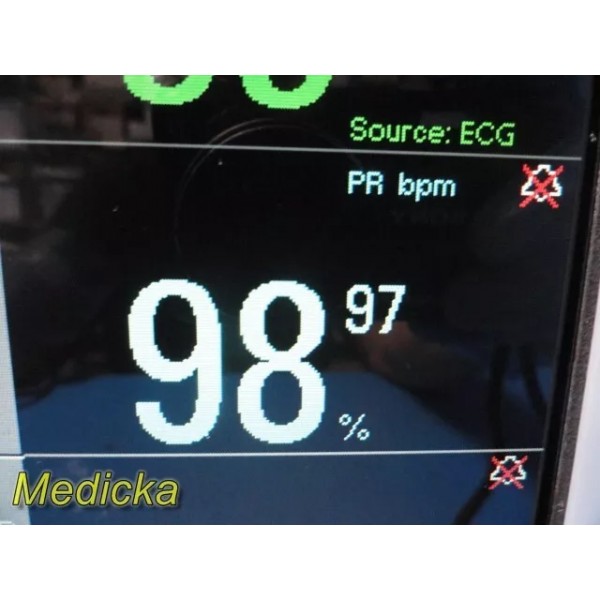 Source: ECG
PR bpm
98 97
%
Medicka